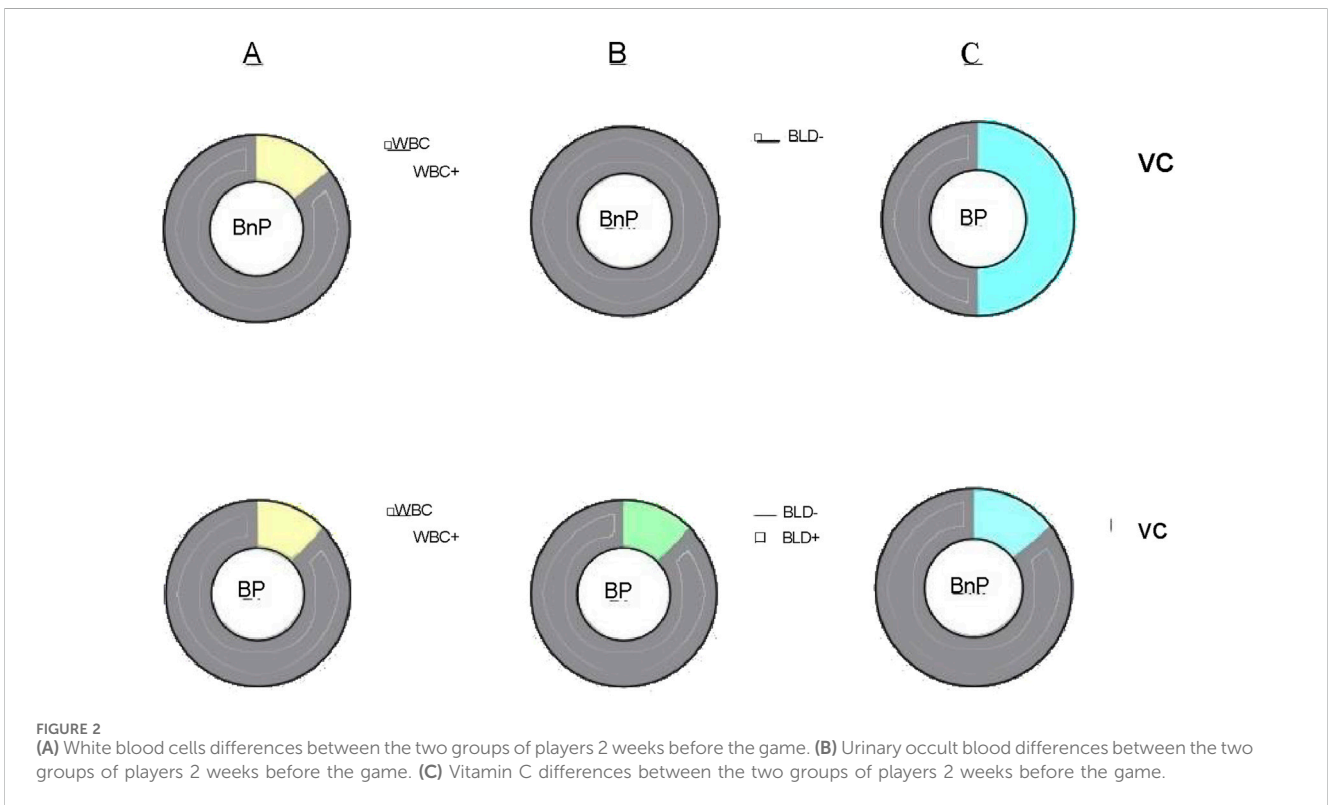 A
B
C
BnP
WBC
WBC+
BnP
BLD-
BP
VC
BP
WBC
WBC+
BP
BLD-
BLD+
BnP
VC
FIGURE 2
(A) White blood cells differences between the two groups of players 2 weeks before the game. (B) Urinary occult blood differences between the two
groups of players 2 weeks before the game. (C) Vitamin C differences between the two groups of players 2 weeks before the game.